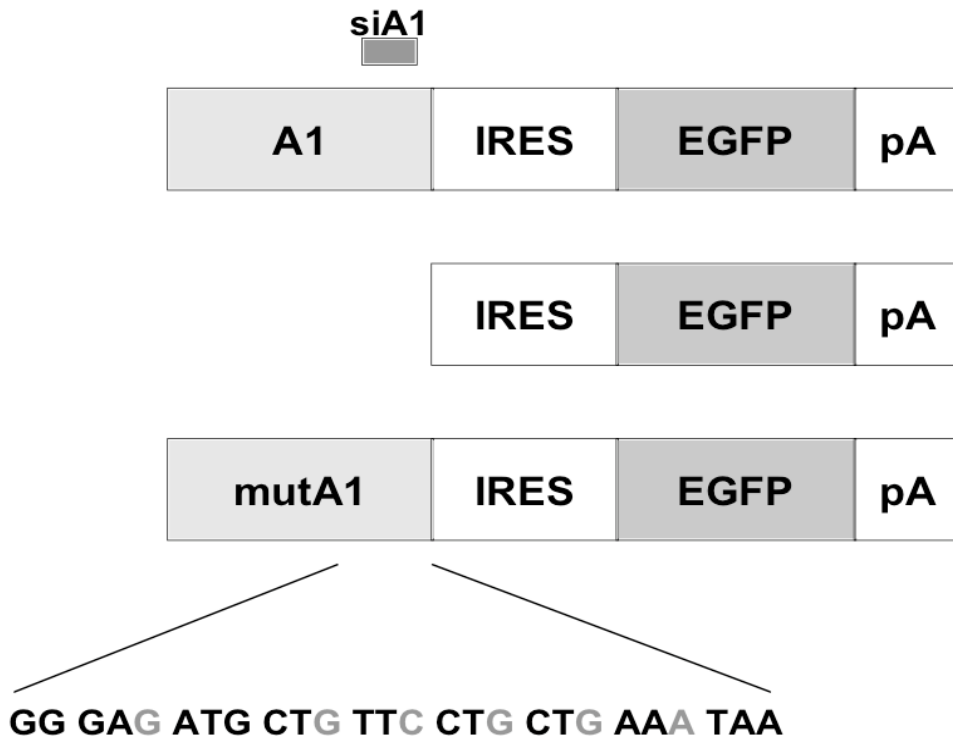 siA1
A1 IRES EGFP pA
IRES EGFP pA
mutA1 IRES EGFP pA
GG GAG ATG CTG TTC CTG CTG AAA TAA